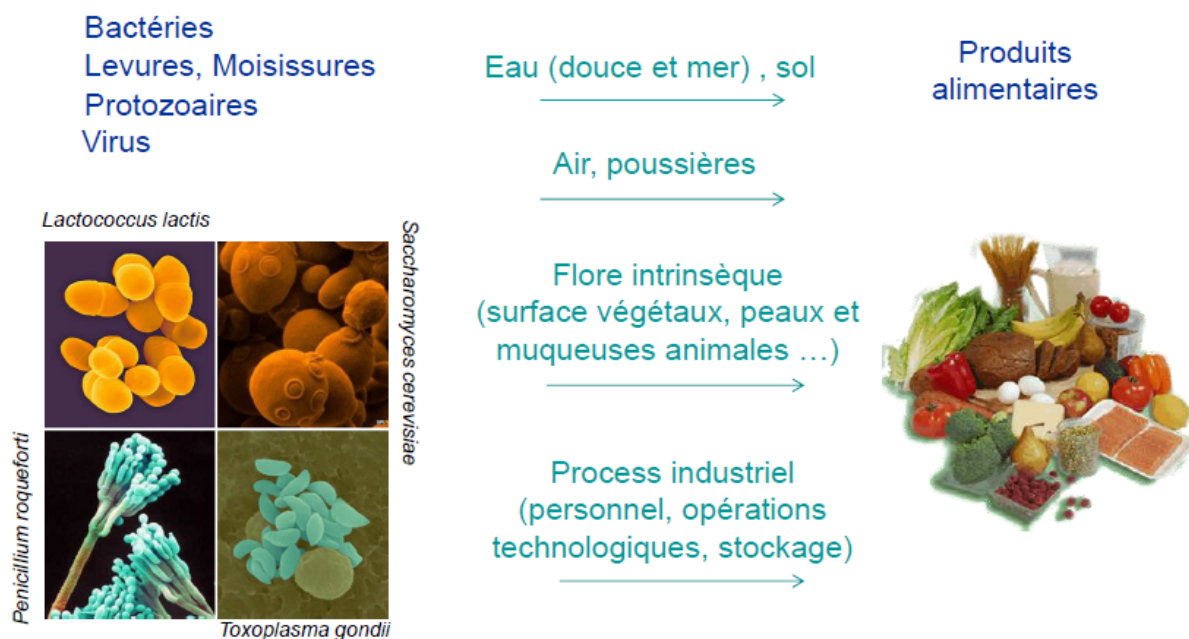 Bactéries
Levures, Moisissures
Protozoaires
Virus
Lactococcus lactis
Saccharomyces cerevisiae
Penicillium roqueforti
Toxoplasma gondii
Eau (douce et mer) , sol
Air, poussières
Flore intrinsèque
(surface végétaux, peaux et
muqueuses animales ...)
Process industriel
(personnel, opérations
technologiques, stockage)
Produits
alimentaires